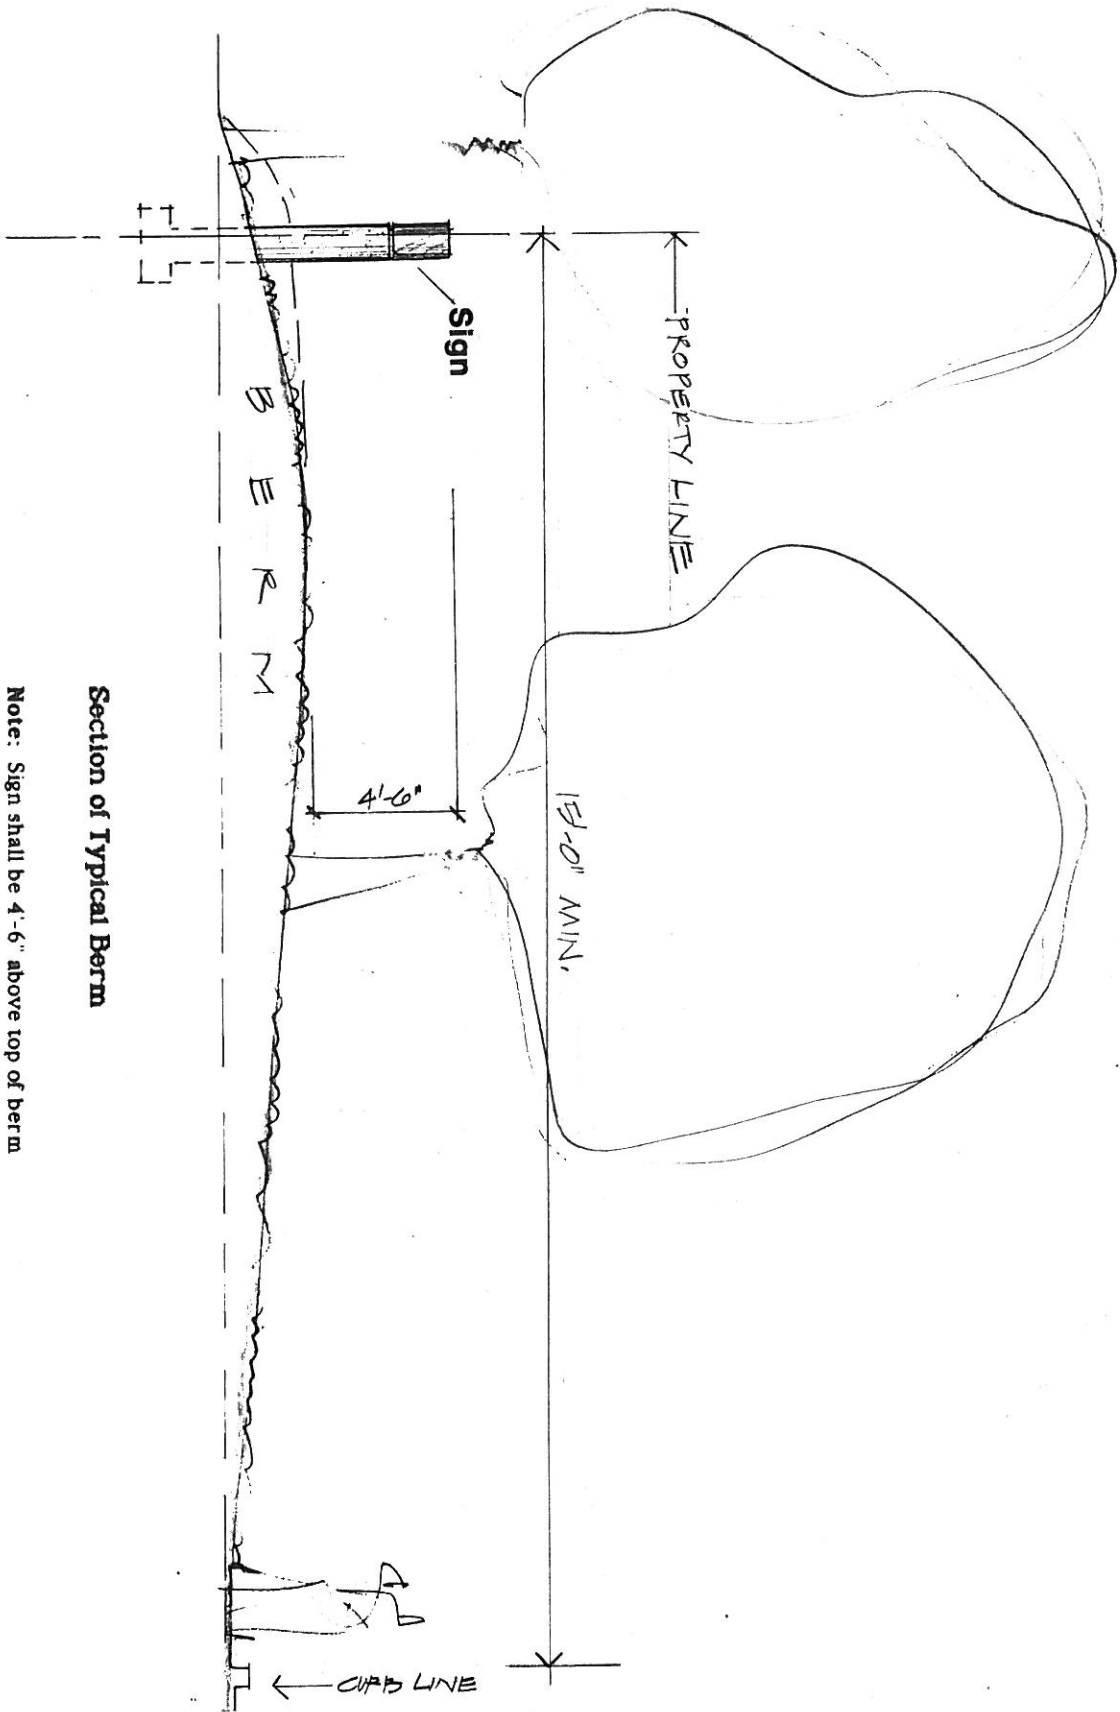 PROPERTY LINE
15'-0" MIN.
Sign
4'-6"
CURB LINE
BERM
Section of Typical Berm
Note: Sign shall be 4'-6" above top of berm